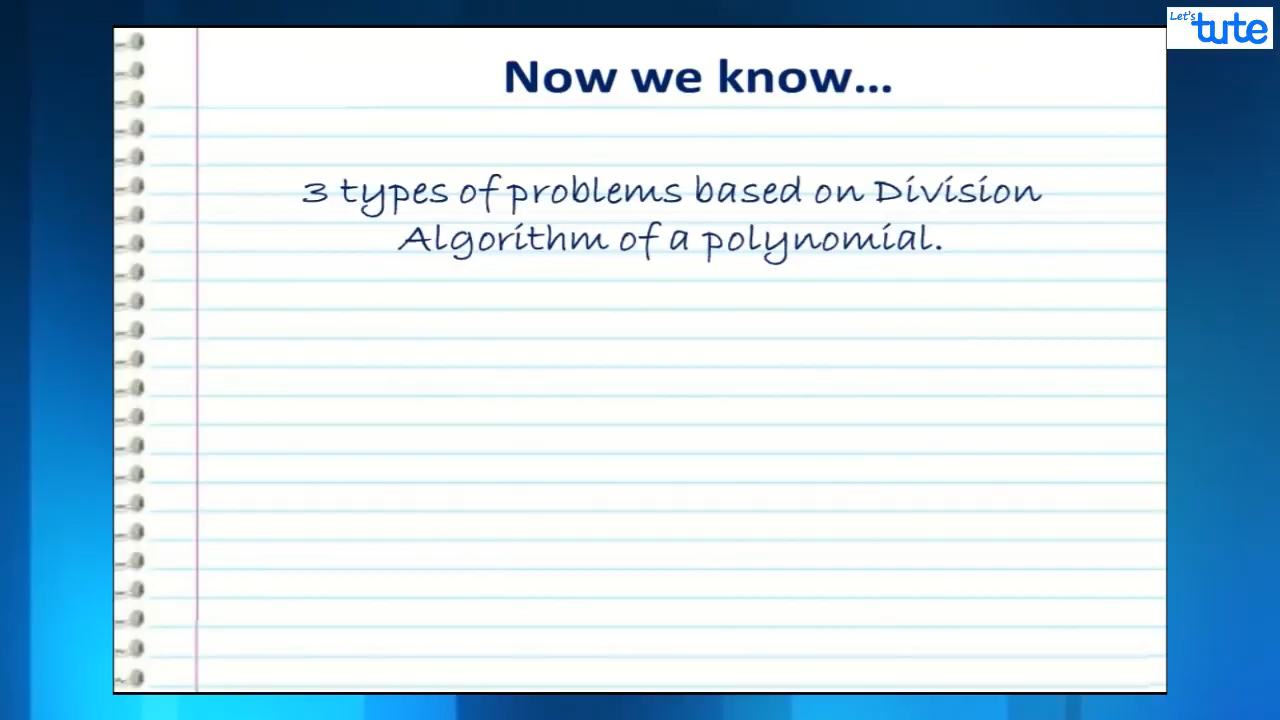 Let's
tute
Now we know...
3 types of problems based on Division
Algorithm of a polynomial.